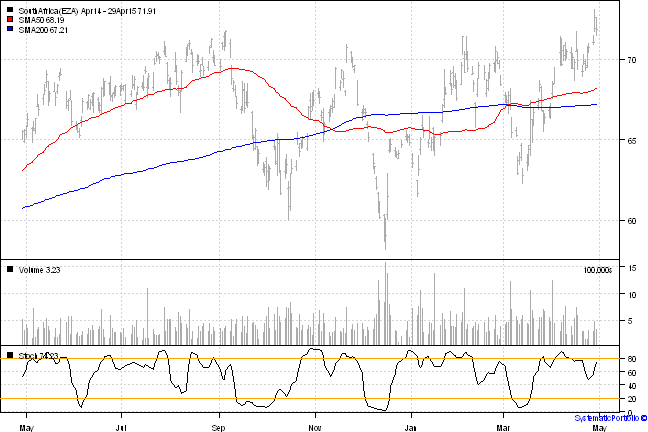 SouthAfrica(EZA) Apr14 - 29Apr15 71.91
SMA50 68.19
SMA200 67.21
70
65
60
Volume 3.23
100,000s
15
10
5
80
60
40
20
0
May Jul Sep Nov Jan Mar May
SystematicPortfolio ©